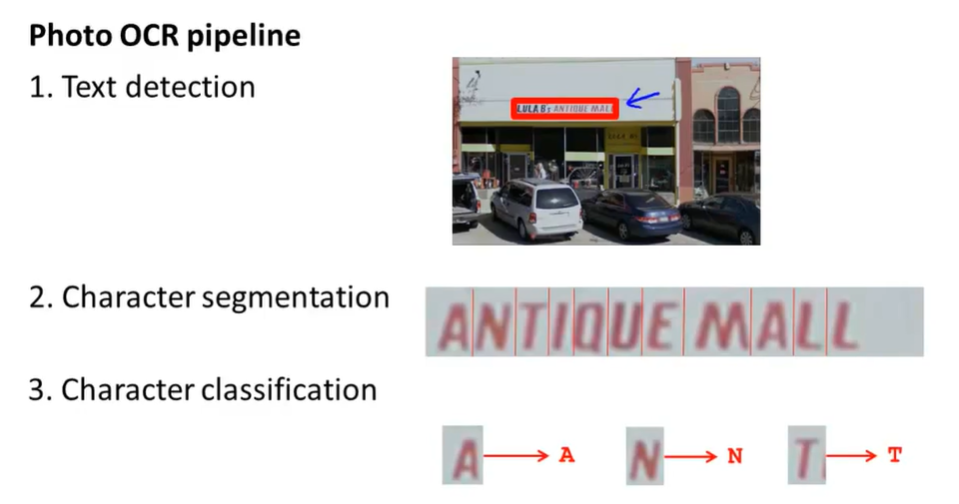 Photo OCR pipeline
1. Text detection
LULA B's ANTIQUE MALL
2. Character segmentation
ANTIQUE MALL
3. Character classification
A → A N → N T → T